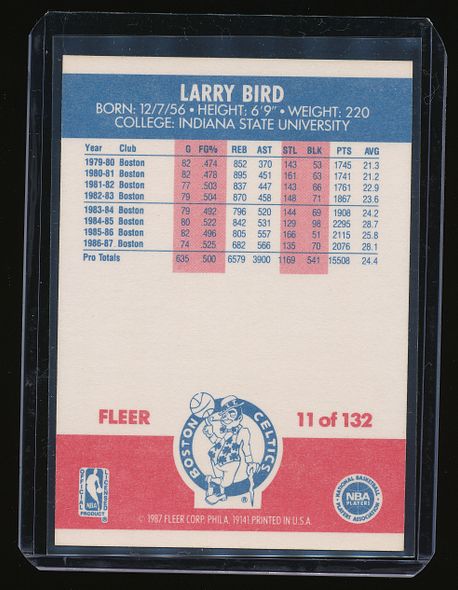 LARRY BIRD
BORN: 12/7/56 • HEIGHT: 6'9" • WEIGHT: 220
COLLEGE: INDIANA STATE UNIVERSITY
Year Club G FG% REB AST STL BLK PTS AVG
1979-80 Boston 82 .474 852 370 143 53 1745 21.3
1980-81 Boston 82 .478 895 451 161 63 1741 21.2
1981-82 Boston 77 .503 837 447 143 66 1761 22.9
1982-83 Boston 79 .504 870 458 148 71 1867 23.6
1983-84 Boston 79 .492 796 520 144 69 1908 24.2
1984-85 Boston 80 .522 842 531 129 98 2295 28.7
1985-86 Boston 82 .496 805 557 166 51 2115 25.8
1986-87 Boston 74 .525 682 566 135 70 2076 28.1
Pro Totals 635 .500 6579 3900 1169 541 15508 24.4
FLEER
11 of 132
BOSTON CELTICS
®
OFFICIAL LICENSED
NBA
PRODUCT ®
NATIONAL BASKETBALL
NBA
PLAYERS
PLAYERS ASSOCIATION
© 1987 FLEER CORP. PHILA. 19141 PRINTED IN U.S.A.